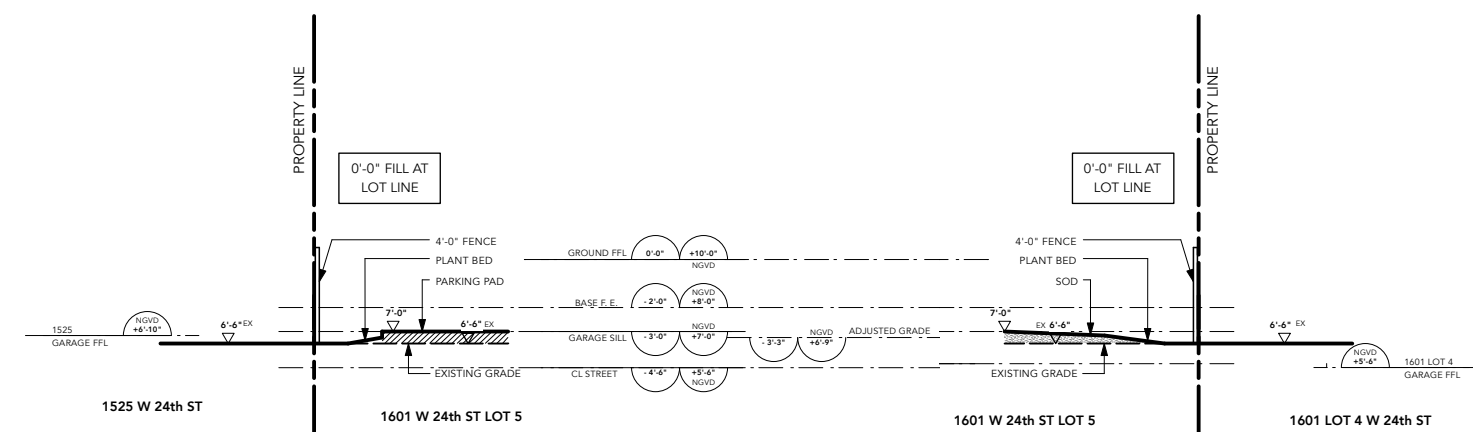 PROPERTY LINE
PROPERTY LINE
0'-0" FILL AT
LOT LINE
0'-0" FILL AT
LOT LINE
4'-0" FENCE
PLANT BED
PARKING PAD
GROUND FFL
0'-0"
+10'-0"
NGVD
4'-0" FENCE
PLANT BED
SOD
BASE F. E.
- 2'-0"
NGVD
+8'-0"
1525
GARAGE FFL
NGVD
+6'-10"
6'-6" EX
7'-0"
6'-6" EX
GARAGE SILL
- 3'-0"
NGVD
+7'-0"
- 3'-3"
NGVD
+6'-9"
ADJUSTED GRADE
7'-0"
EX 6'-6"
6'-6" EX
EXISTING GRADE
CL STREET
- 4'-6"
+5'-6"
NGVD
EXISTING GRADE
NGVD
+5'-6"
1601 LOT 4
GARAGE FFL
1525 W 24th ST
1601 W 24th ST LOT 5
1601 W 24th ST LOT 5
1601 LOT 4 W 24th ST